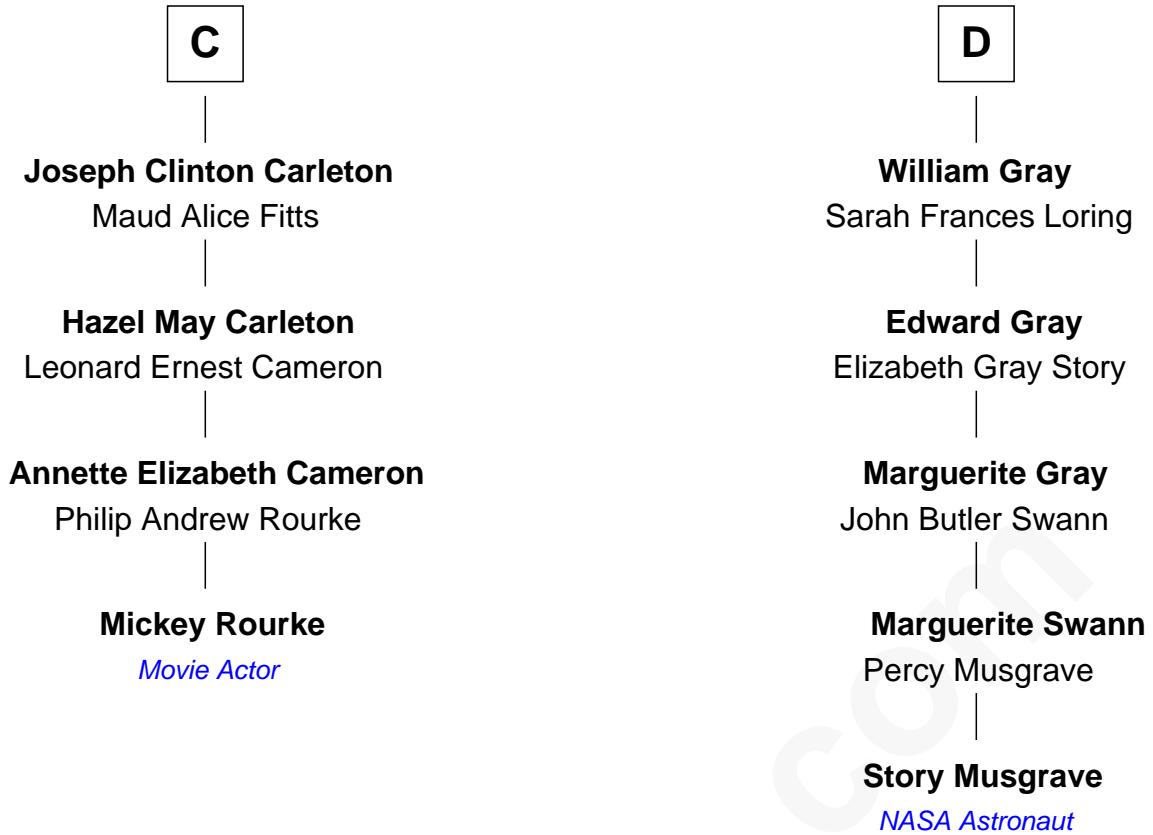 C
Joseph Clinton Carleton
Maud Alice Fitts
Hazel May Carleton
Leonard Ernest Cameron
Annette Elizabeth Cameron
Philip Andrew Rourke
Mickey Rourke
Movie Actor
D
William Gray
Sarah Frances Loring
Edward Gray
Elizabeth Gray Story
Marguerite Gray
John Butler Swann
Marguerite Swann
Percy Musgrave
Story Musgrave
NASA Astronaut
com